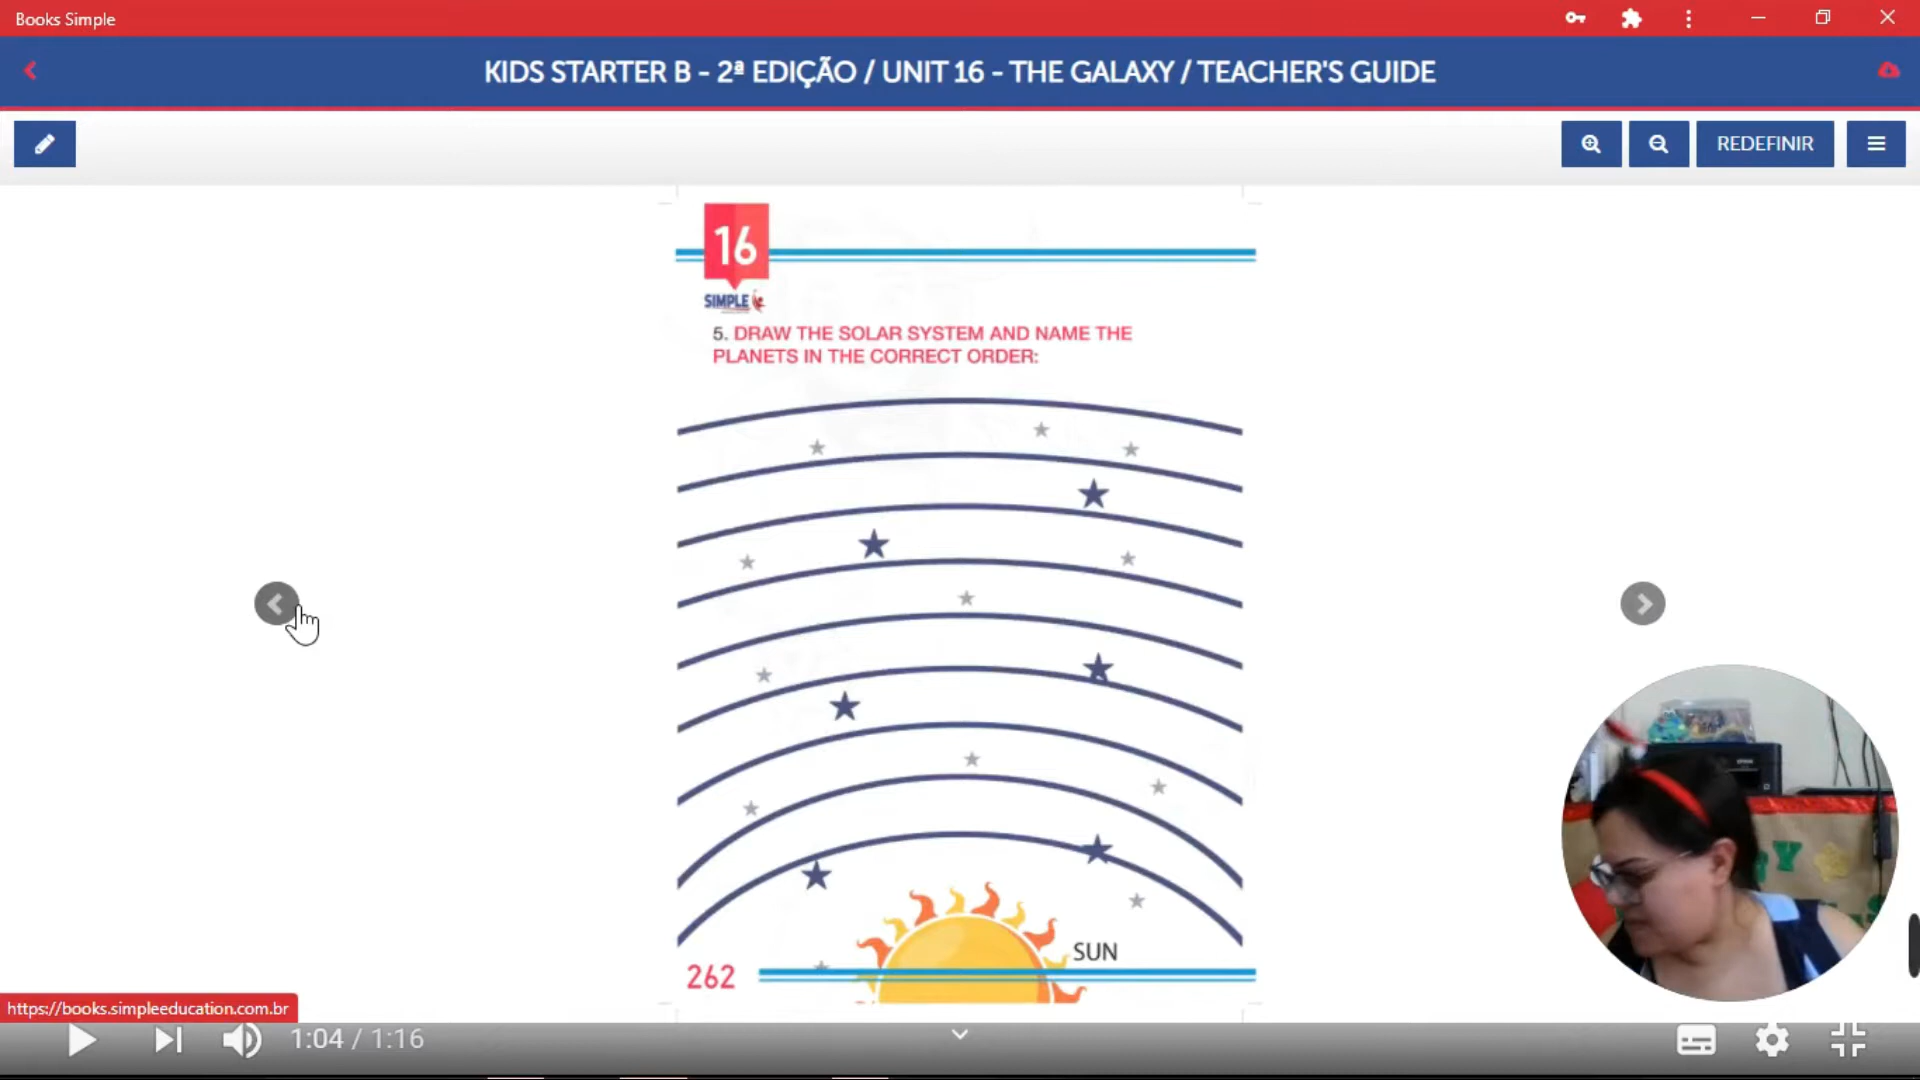 Books Simple
KIDS STARTER B - 2ª EDIÇÃO / UNIT 16 - THE GALAXY / TEACHER'S GUIDE
REDEFINIR
16
SIMPLE
5. DRAW THE SOLAR SYSTEM AND NAME THE
PLANETS IN THE CORRECT ORDER:
SUN
262
https://books.simpleeducation.com.br
1:04 / 1:16